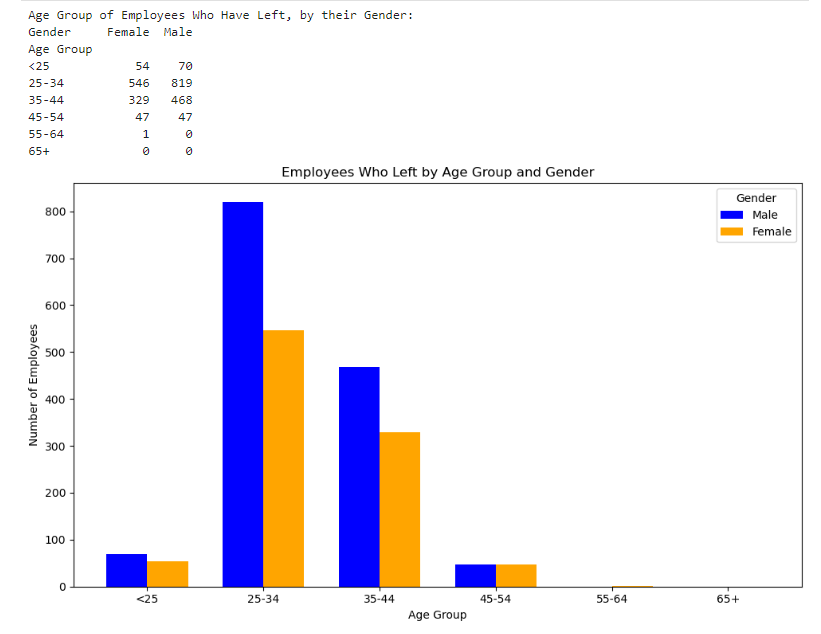 Age Group of Employees Who Have Left, by their Gender:
Gender Female Male
Age Group
<25 54 70
25-34 546 819
35-44 329 468
45-54 47 47
55-64 1 0
65+ 0 0
Employees Who Left by Age Group and Gender
Gender
Male
Female
Number of Employees
800
700
600
500
400
300
200
100
0
<25 25-34 35-44 45-54 55-64 65+
Age Group